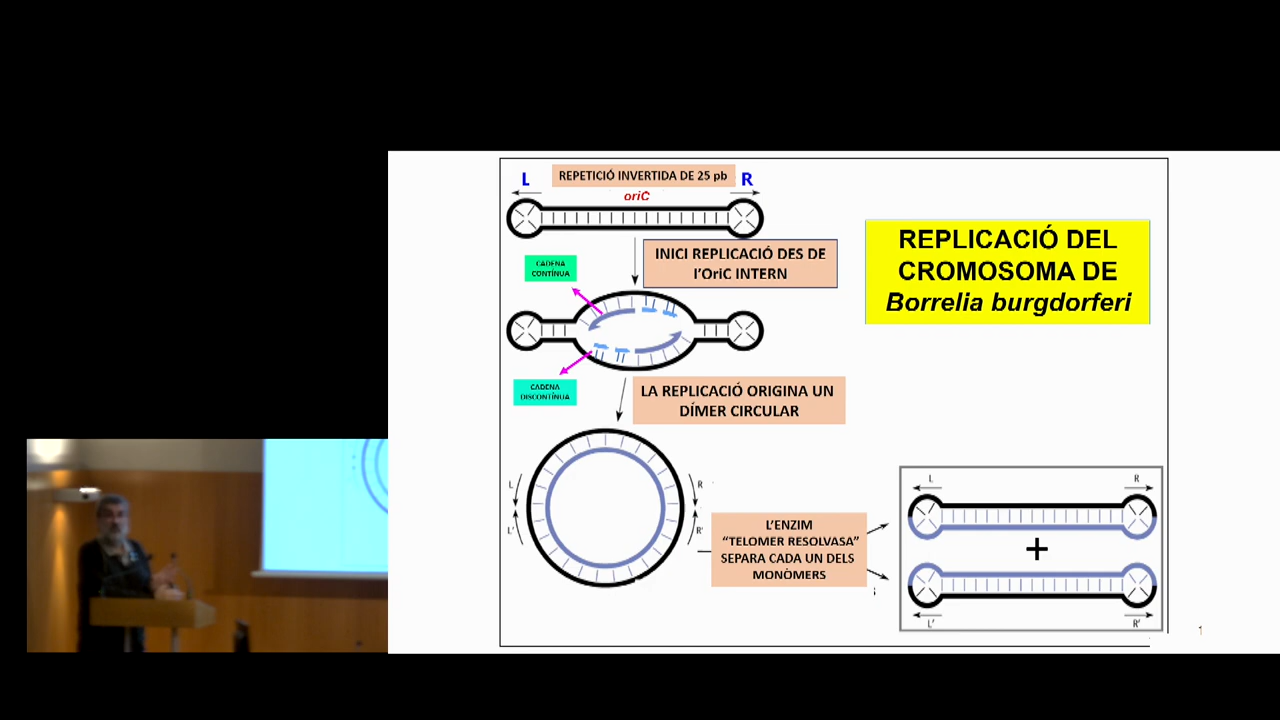 L
REPETICIÓ INVERTIDA DE 25 pb
R
oriC
INICI REPLICACIÓ DES DE
l'OriC INTERN
CADENA
CONTÍNUA
CADENA
DISCONTÍNUA
LA REPLICACIÓ ORIGINA UN
DÍMER CIRCULAR
REPLICACIÓ DEL
CROMOSOMA DE
Borrelia burgdorferi
L
L'
R
R'
L'ENZIM
“TELOMER RESOLVASA”
SEPARA CADA UN DELS
MONÒMERS
L
R
+
L'
R'
1